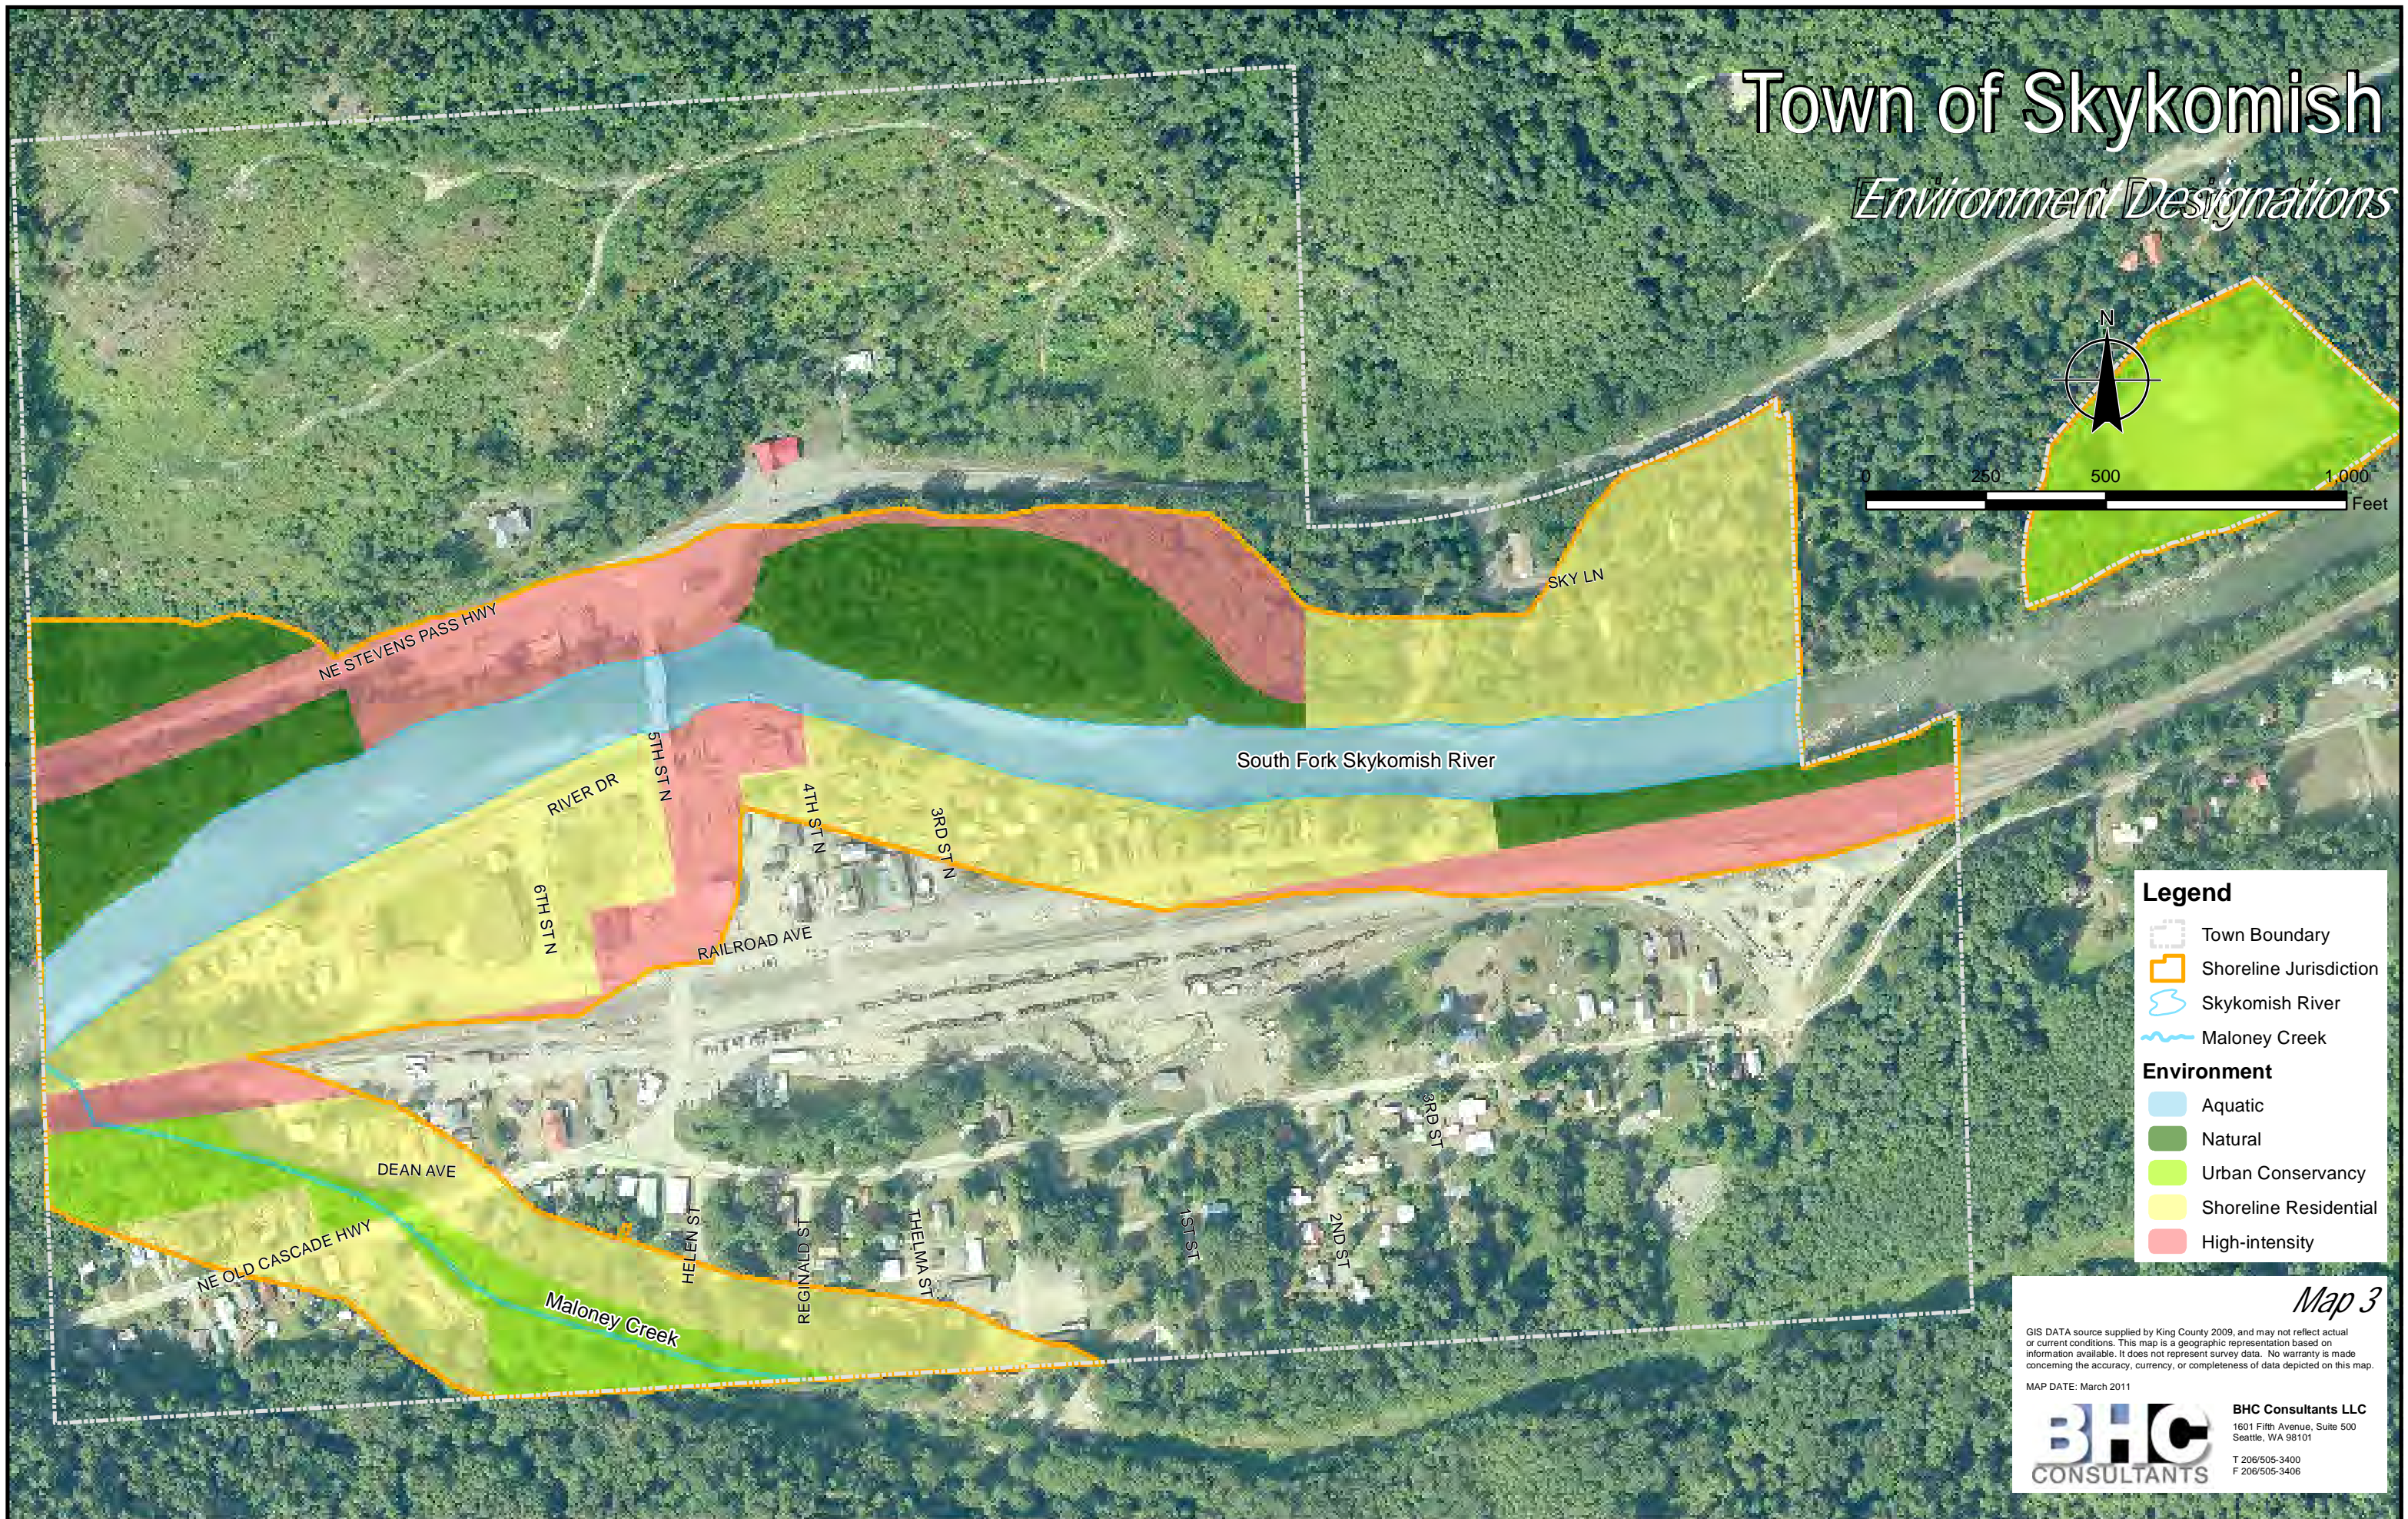 Town of Skykomish
Environment Designations
N
0 250 500 1,000
Feet
SKY LN
NE STEVENS PASS HWY
South Fork Skykomish River
5TH ST N
RIVER DR
4TH ST N
3RD ST N
6TH ST N
RAILROAD AVE
DEAN AVE
3RD ST
NE OLD CASCADE HWY
HELEN ST
REGINALD ST
THELMA ST
1ST ST
2ND ST
Maloney Creek
Legend
Town Boundary
Shoreline Jurisdiction
Skykomish River
Maloney Creek
Environment
Aquatic
Natural
Urban Conservancy
Shoreline Residential
High-intensity
Map 3
GIS DATA source supplied by King County 2009, and may not reflect actual
or current conditions. This map is a geographic representation based on
information available. It does not represent survey data. No warranty is made
concerning the accuracy, currency, or completeness of data depicted on this map.
MAP DATE: March 2011
BHC
CONSULTANTS
BHC Consultants LLC
1601 Fifth Avenue, Suite 500
Seattle, WA 98101
T 206/505-3400
F 206/505-3406